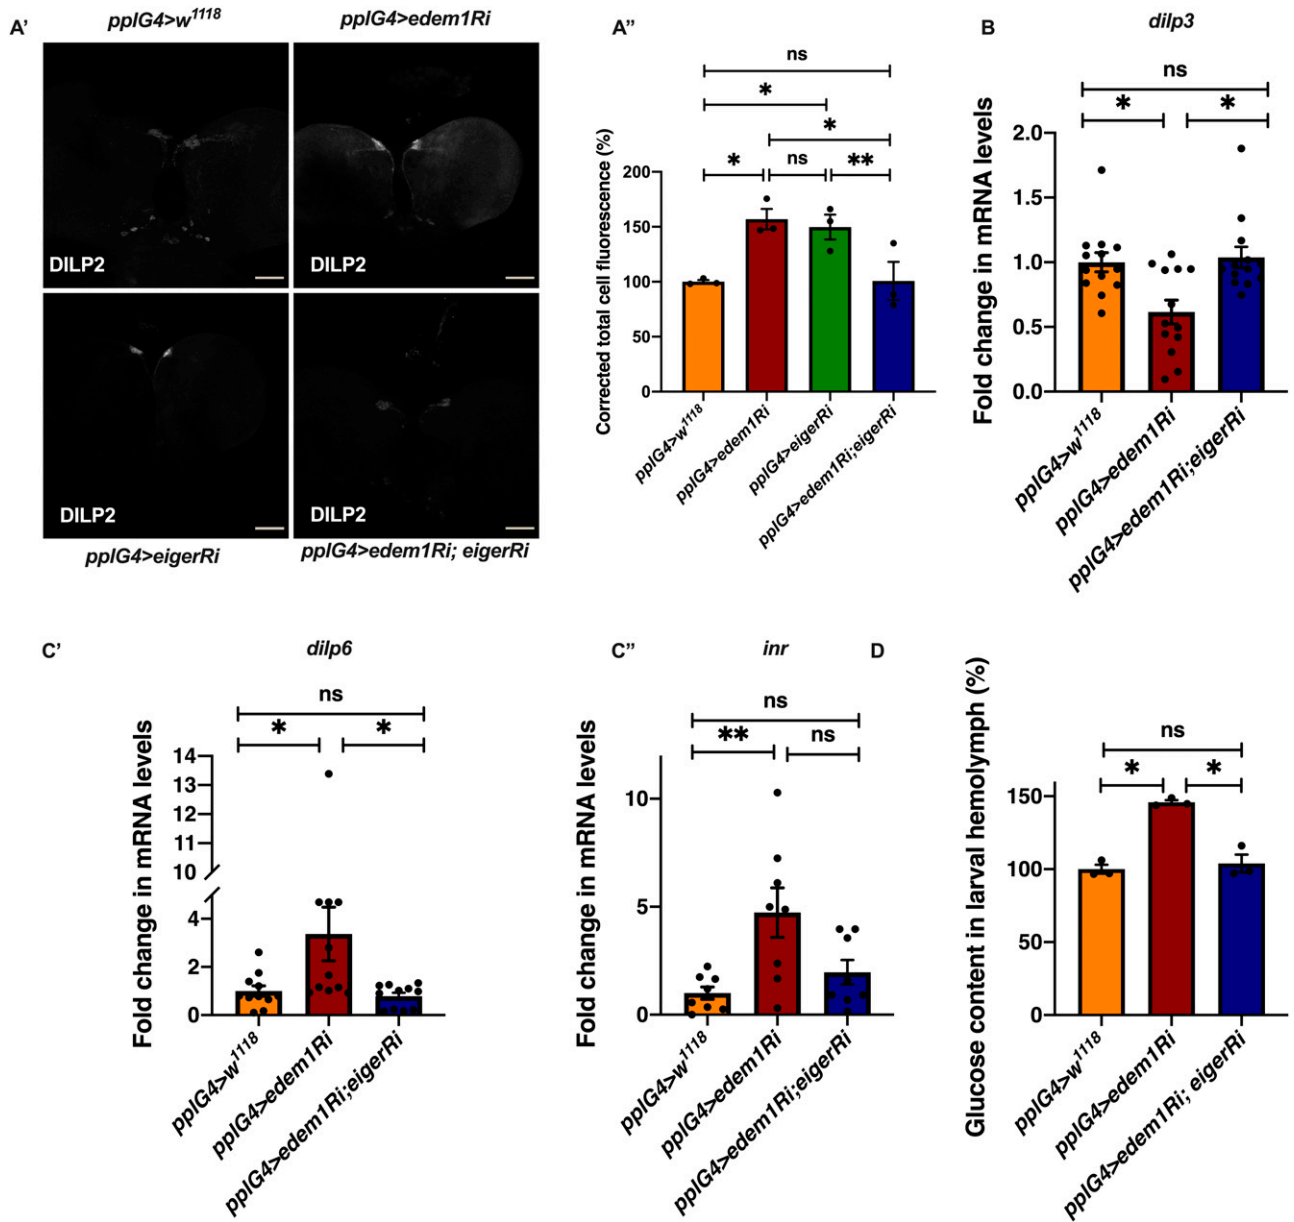 A’
pplG4>w1118
pplG4>edem1Ri
DILP2
DILP2
DILP2
DILP2
pplG4>eigerRi
pplG4>edem1Ri; eigerRi
A”
ns
*
*
*
ns
**
Corrected total cell fluorescence (%)
200
150
100
50
0
pplG4>w1118
pplG4>edem1Ri
pplG4>eigerRi
pplG4>edem1Ri;eigerRi
B
dilp3
ns
*
*
Fold change in mRNA levels
2.0
1.5
1.0
0.5
0.0
pplG4>w1118
pplG4>edem1Ri
pplG4>edem1Ri;eigerRi
C’
dilp6
ns
*
*
Fold change in mRNA levels
14
13
12
11
10
4
2
0
pplG4>w1118
pplG4>edem1Ri
pplG4>edem1Ri;eigerRi
C”
inr
ns
**
ns
Fold change in mRNA levels
10
5
0
pplG4>w1118
pplG4>edem1Ri
pplG4>edem1Ri;eigerRi
D
ns
*
*
Glucose content in larval hemolymph (%)
150
100
50
0
pplG4>w1118
pplG4>edem1Ri
pplG4>edem1Ri; eigerRi